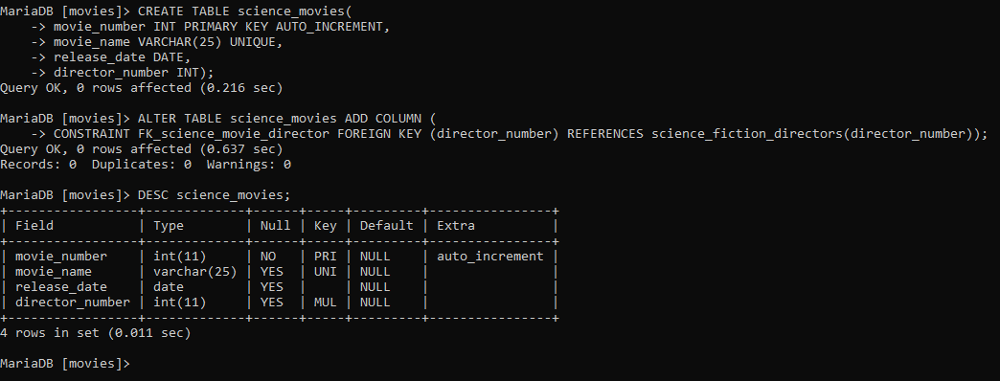 MariaDB [movies]> CREATE TABLE science_movies(
    -> movie_number INT PRIMARY KEY AUTO_INCREMENT,
    -> movie_name VARCHAR(25) UNIQUE,
    -> release_date DATE,
    -> director_number INT);
Query OK, 0 rows affected (0.216 sec)

MariaDB [movies]> ALTER TABLE science_movies ADD COLUMN (
    -> CONSTRAINT FK_science_movie_director FOREIGN KEY (director_number) REFERENCES science_fiction_directors(director_number));
Query OK, 0 rows affected (0.637 sec)
Records: 0  Duplicates: 0  Warnings: 0

MariaDB [movies]> DESC science_movies;
+-----------------+-------------+------+-----+---------+----------------+
| Field           | Type        | Null | Key | Default | Extra          |
+-----------------+-------------+------+-----+---------+----------------+
| movie_number    | int(11)     | NO   | PRI | NULL    | auto_increment |
| movie_name      | varchar(25) | YES  | UNI | NULL    |                |
| release_date    | date        | YES  |     | NULL    |                |
| director_number | int(11)     | YES  | MUL | NULL    |                |
+-----------------+-------------+------+-----+---------+----------------+
4 rows in set (0.011 sec)

MariaDB [movies]>